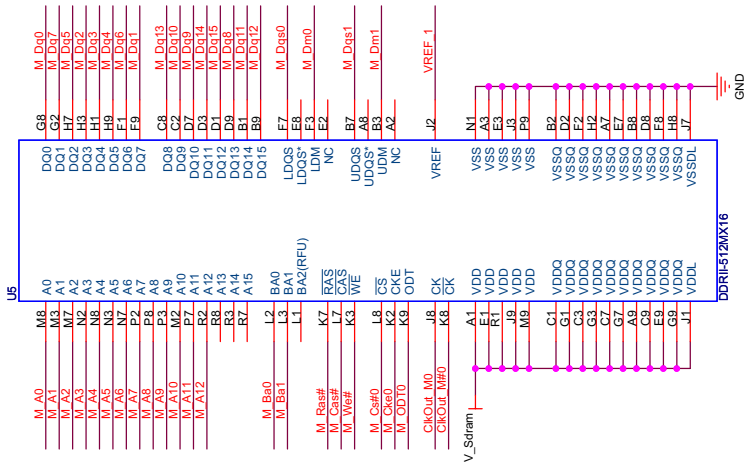 U5
M_A0 M8 A0 DQ0 G8 M_Dq0
M_A1 M3 A1 DQ1 G2 M_Dq7
M_A2 M7 A2 DQ2 H7 M_Dq5
M_A3 N2 A3 DQ3 H3 M_Dq2
M_A4 N8 A4 DQ4 H1 M_Dq3
M_A5 N3 A5 DQ5 H9 M_Dq4
M_A6 N7 A6 DQ6 F1 M_Dq6
M_A7 P2 A7 DQ7 F9 M_Dq1
M_A8 P8 A8
M_A9 P3 A9 DQ8 C8 M_Dq13
M_A10 M2 A10 DQ9 C2 M_Dq10
M_A11 P7 A11 DQ10 D7 M_Dq9
M_A12 R2 A12 DQ11 D3 M_Dq14
R8 A13 DQ12 D1 M_Dq15
R3 A14 DQ13 D9 M_Dq8
R7 A15 DQ14 B1 M_Dq11
DQ15 B9 M_Dq12
M_Ba0 L2 BA0
M_Ba1 L3 BA1 LDQS F7 M_Dqs0
L1 BA2(RFU) LDQS* E8
LDM F3 M_Dm0
M_Ras# K7 RAS NC E2
M_Cas# L7 CAS
M_We# K3 WE UDQS B7 M_Dqs1
UDQS* A8
M_Cs#0 L8 CS UDM B3 M_Dm1
M_Cke0 K2 CKE NC A2
M_ODT0 K9 ODT
ClkOut_M0 J8 CK VREF J2 VREF_1
ClkOut_M#0 K8 CK
V_Sdram
A1 VDD VSS N1
E1 VDD VSS A3
R1 VDD VSS E3
J9 VDD VSS J3
M9 VDD VSS P9
C1 VDDQ VSSQ B2
G1 VDDQ VSSQ D2
C3 VDDQ VSSQ F2
G3 VDDQ VSSQ H2
C7 VDDQ VSSQ A7
G7 VDDQ VSSQ E7
A9 VDDQ VSSQ B8
C9 VDDQ VSSQ D8
E9 VDDQ VSSQ F8
G9 VDDQ VSSQ H8
J1 VDDL VSSDL J7
DDRII-512MX16
GND